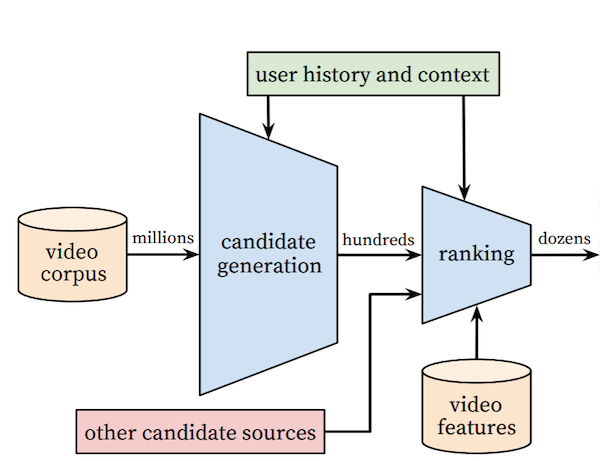 user history and context
video
corpus
millions
candidate
generation
hundreds
ranking
dozens
other candidate sources
video
features